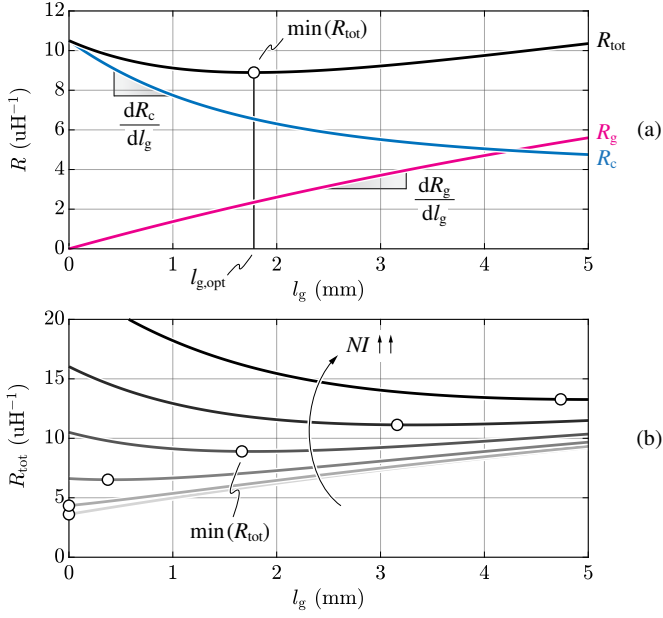 12
10
8
6
4
2
0
R (uH⁻¹)
min(R_tot)
R_tot
dR_c
dl_g
R_g
R_c
dR_g
dl_g
(a)
0 1 2 3 4 5
l_g,opt
l_g (mm)
20
15
10
5
0
R_tot (uH⁻¹)
NI
min(R_tot)
(b)
0 1 2 3 4 5
l_g (mm)